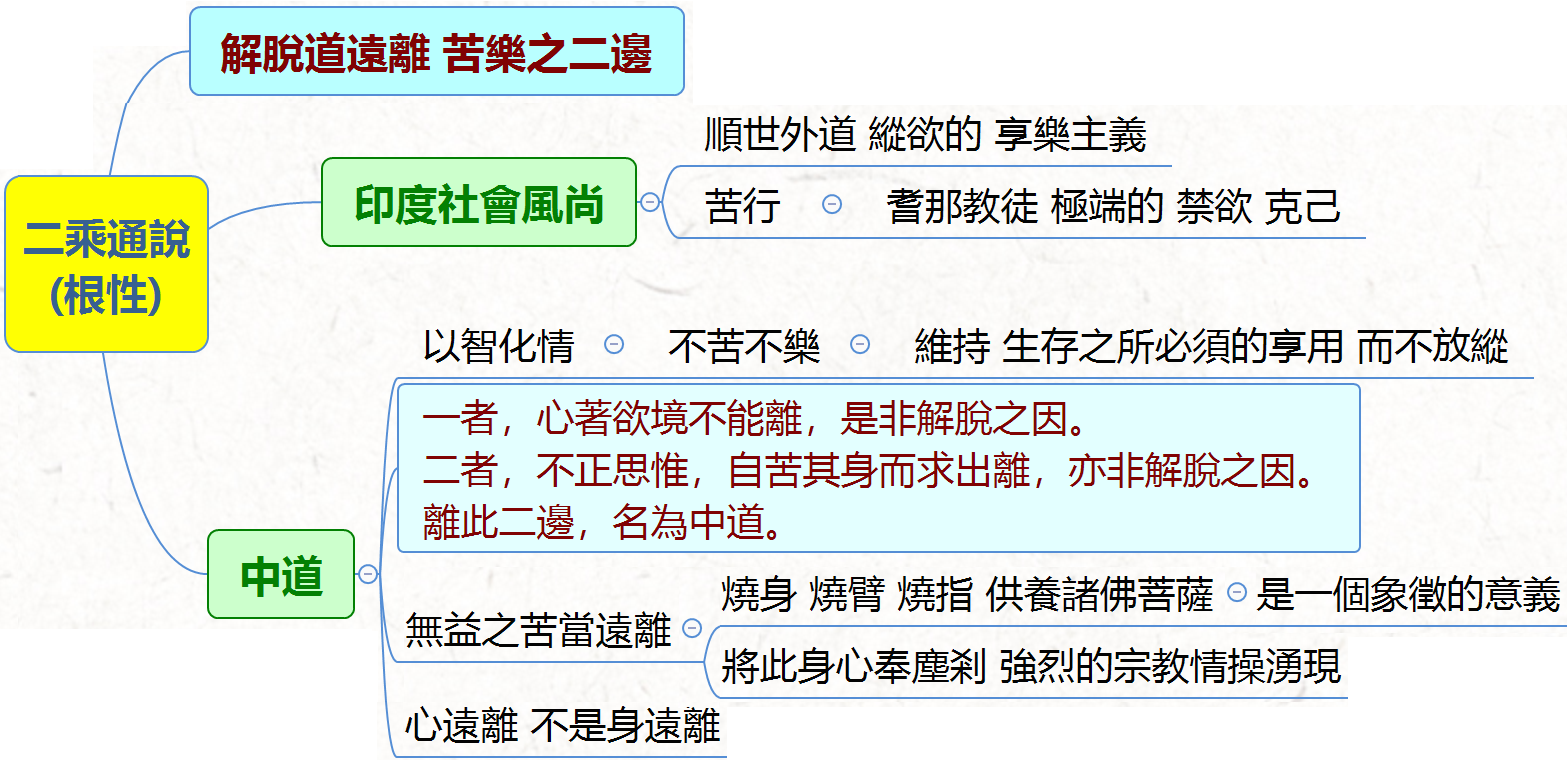 解脫道遠離 苦樂之二邊
二乘通說
(根性)
印度社會風尚
順世外道 縱欲的 享樂主義
苦行
耆那教徒 極端的 禁欲 克己
中道
以智化情
不苦不樂
維持 生存之所必須的享用 而不放縱
一者，心著欲境不能離，是非解脫之因。
二者，不正思惟，自苦其身而求出離，亦非解脫之因。
離此二邊，名為中道。
無益之苦當遠離
燒身 燒臂 燒指 供養諸佛菩薩
是一個象徵的意義
將此身心奉塵剎 強烈的宗教情操湧現
心遠離 不是身遠離